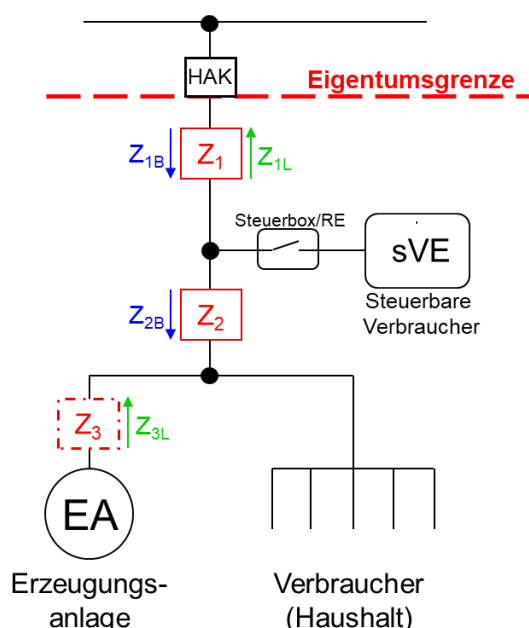 HAK
Eigentumsgrenze
Z1B
Z1
Z1L
Steuerbox/RE
sVE
Steuerbare
Verbraucher
Z2B
Z2
Z3
Z3L
EA
Erzeugungs-
anlage
Verbraucher
(Haushalt)